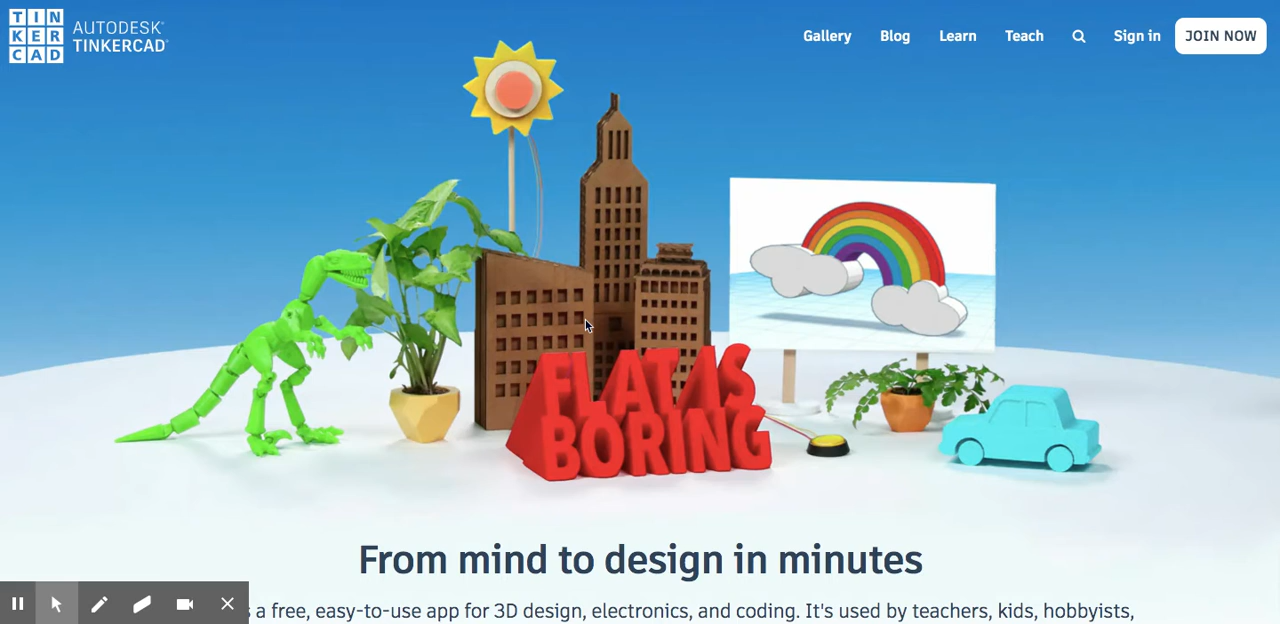 TIN
KER
CAD
AUTODESK®
TINKERCAD®
Gallery
Blog
Learn
Teach
Sign in
JOIN NOW
FLAT IS
BORING
From mind to design in minutes
a free, easy-to-use app for 3D design, electronics, and coding. It's used by teachers, kids, hobbyists,